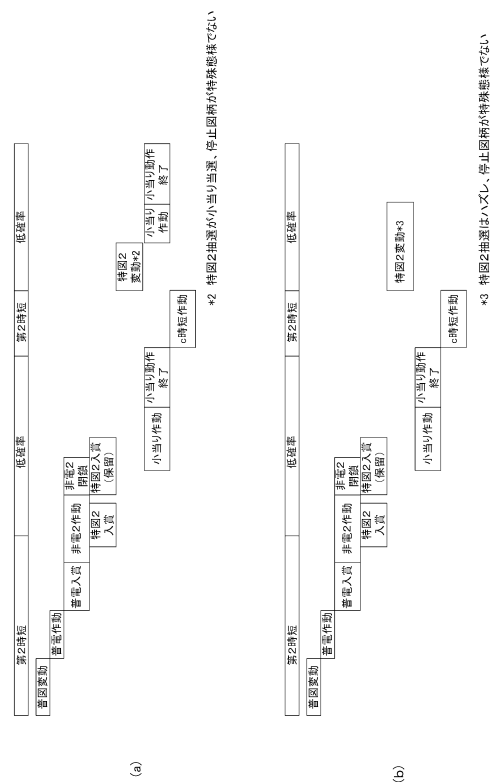 (a)
第2時短
低確率
第2時短
低確率
普図変動
普電作動
普電入賞
非電2作動
非電2
閉鎖
特図2
入賞
特図2入賞
(保留)
小当り作動
小当り動作
終了
c時短作動
特図2
変動*2
小当り
作動
小当り動作
終了
*2 特図2抽選が小当り当選、停止図柄が特殊態様でない
(b)
第2時短
低確率
第2時短
低確率
普図変動
普電作動
普電入賞
非電2作動
非電2
閉鎖
特図2
入賞
特図2入賞
(保留)
小当り作動
小当り動作
終了
c時短作動
特図2変動*3
*3 特図2抽選はハズレ、停止図柄が特殊態様でない